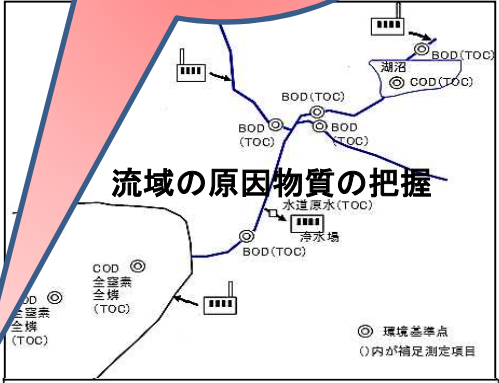 BOD(TOC)
湖沼
COD(TOC)
BOD(TOC)
BOD
(TOC)
BOD
(TOC)
流域の原因物質の把握
水道原水(TOC)
浄水場
BOD(TOC)
COD
全窒素
全燐
(TOC)
全窒素
全燐
(TOC)
◎ 環境基準点
()内が補足測定項目